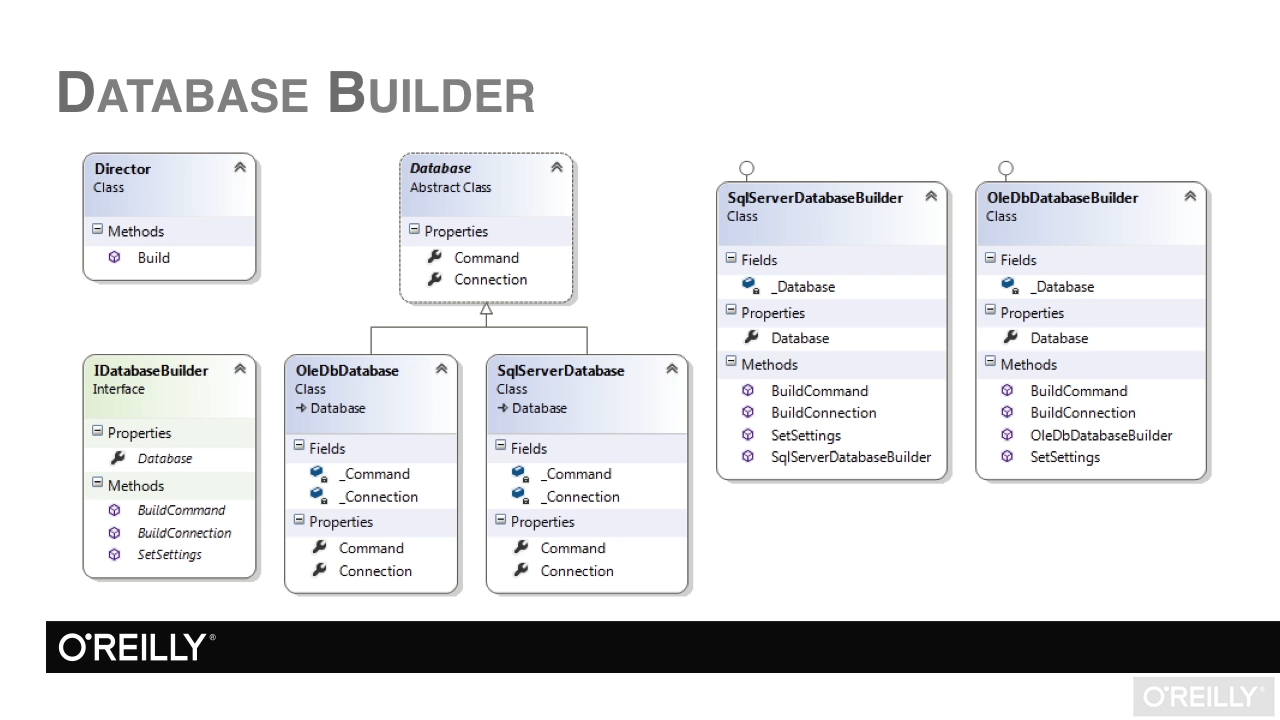 DATABASE BUILDER
Director
Class
Methods
Build
Database
Abstract Class
Properties
Command
Connection
SqlServerDatabaseBuilder
Class
Fields
_Database
Properties
Database
Methods
BuildCommand
BuildConnection
SetSettings
SqlServerDatabaseBuilder
OleDbDatabaseBuilder
Class
Fields
_Database
Properties
Database
Methods
BuildCommand
BuildConnection
OleDbDatabaseBuilder
SetSettings
IDatabaseBuilder
Interface
Properties
Database
Methods
BuildCommand
BuildConnection
SetSettings
OleDbDatabase
Class
Database
Fields
_Command
_Connection
Properties
Command
Connection
SqlServerDatabase
Class
Database
Fields
_Command
_Connection
Properties
Command
Connection
O'REILLY®
O'REILLY